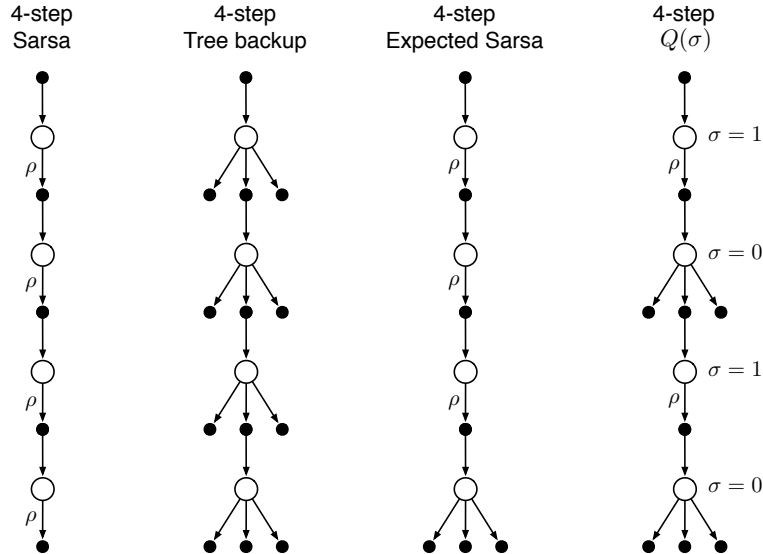 4-step
Sarsa
4-step
Tree backup
4-step
Expected Sarsa
4-step
Q(σ)
ρ
ρ
ρ
ρ
ρ
ρ
ρ
ρ
σ = 1
ρ
σ = 0
σ = 1
ρ
σ = 0